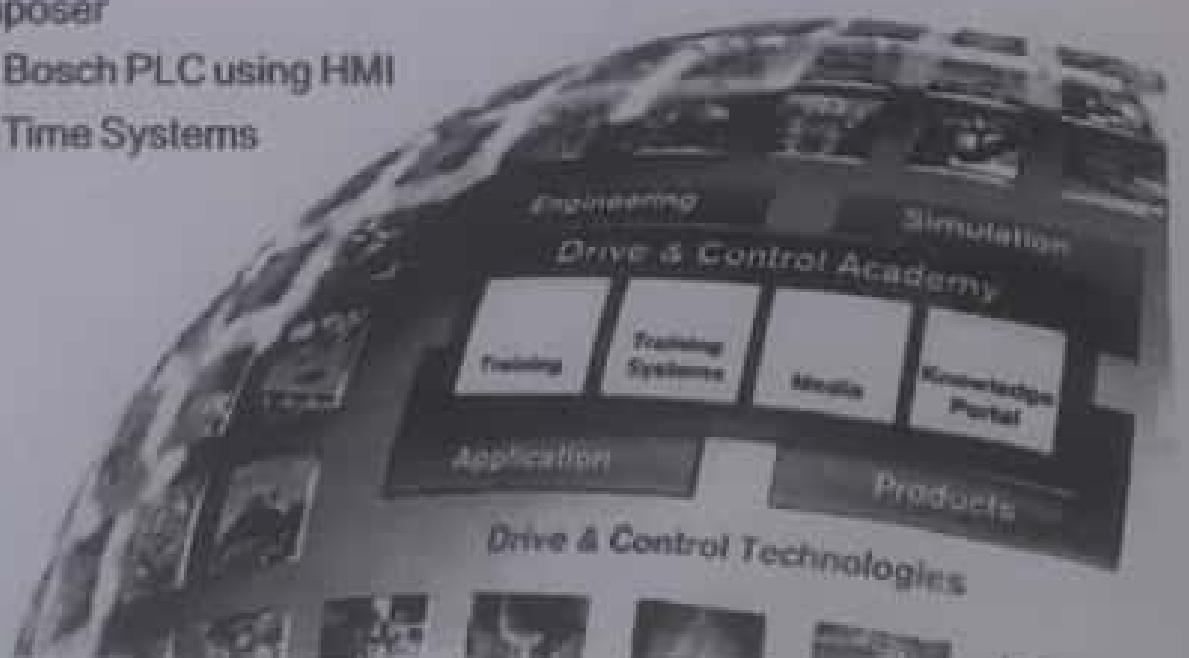 poser
Bosch PLC using HMI
Time Systems
Engineering
Simulation
Drive & Control Academy
Training
Training
Systems
Media
Knowledge
Portal
Application
Products
Drive & Control Technologies